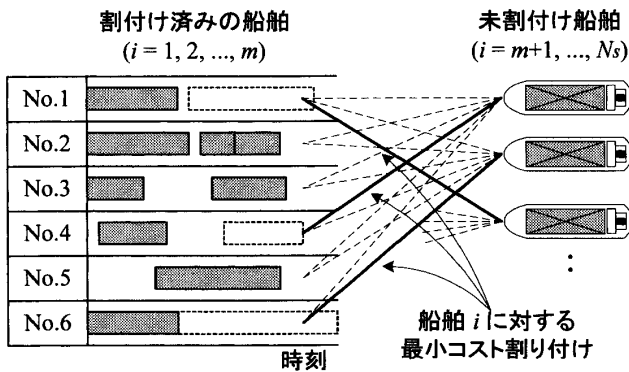 割付け済みの船舶
(i = 1, 2, ..., m)
未割付け船舶
(i = m+1, ..., Ns)
No.1
No.2
No.3
No.4
No.5
No.6
時刻
船舶 i に対する
最小コスト割り付け